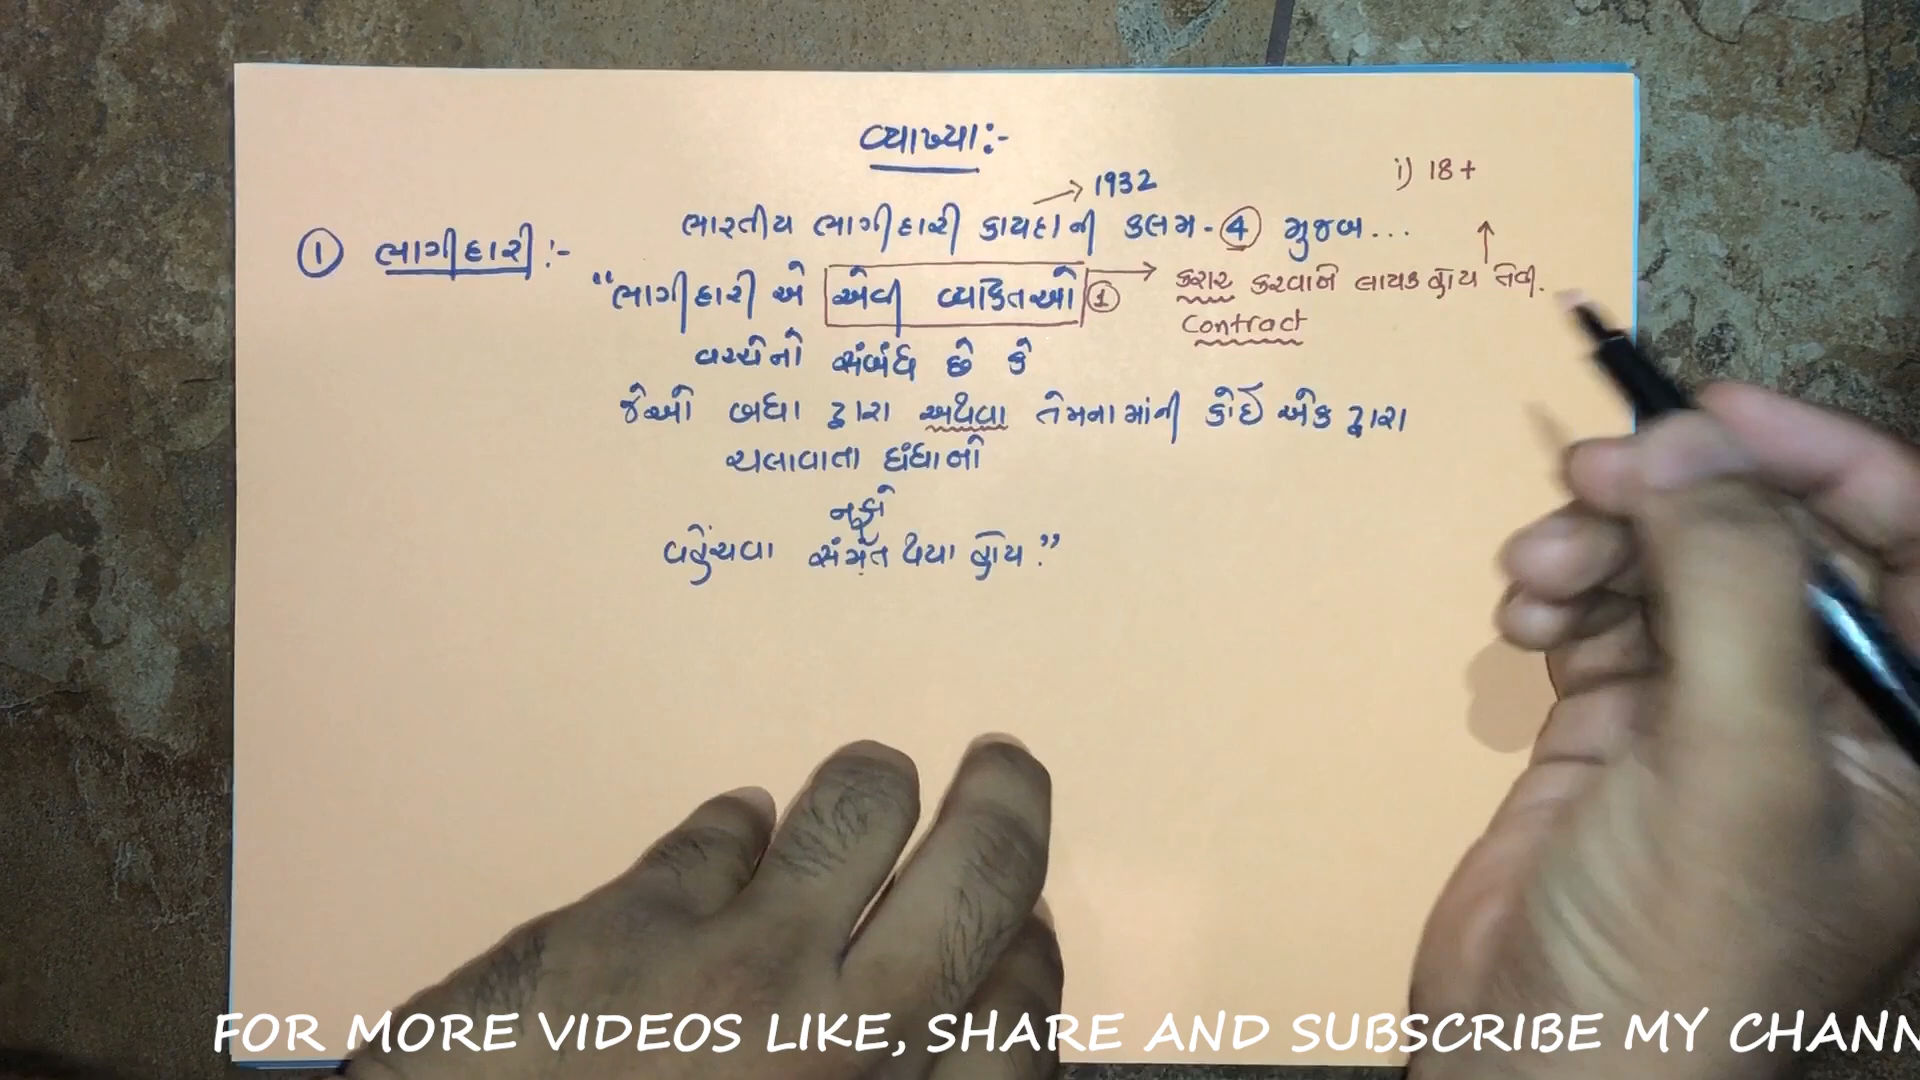 વ્યાખ્યા:-
→ 1932
i) 18+
① ભાગીદારી:-
ભારતીય ભાગીદારી કાયદાની કલમ-④ મુજબ...
"ભાગીદારી એ એવી વ્યક્તિઓ ① → કરાર કરવાને લાયક હોય તેવી.
Contract
વચ્ચેનો સંબંધ છે કે
જેઓ બધા દ્વારા અથવા તેમનામાંની કોઈ એક દ્વારા
ચલાવાતા ધંધાનો
નફો
વહેંચવા સંમત થયા હોય."
FOR MORE VIDEOS LIKE, SHARE AND SUBSCRIBE MY CHANN